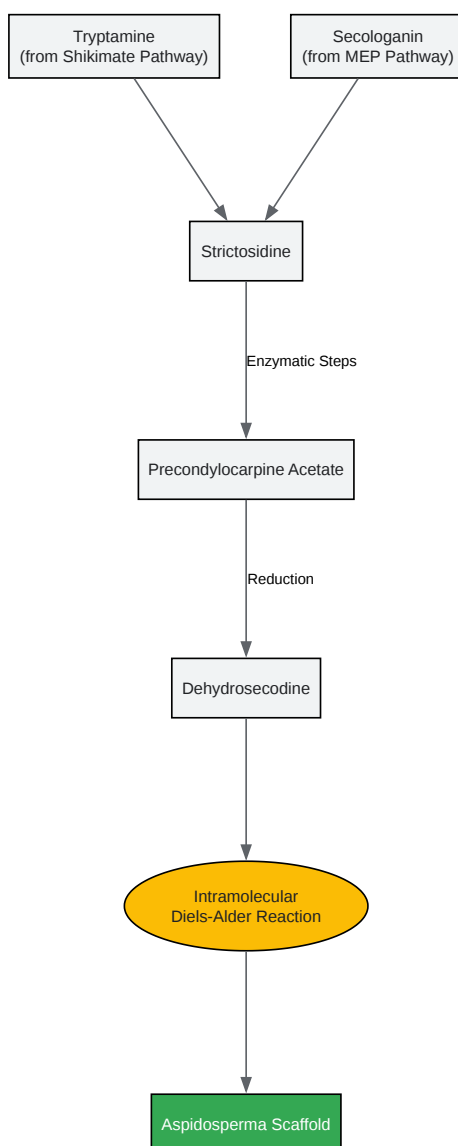 Tryptamine
(from Shikimate Pathway)
Secologanin
(from MEP Pathway)
Strictosidine
Enzymatic Steps
Precondylocarpine Acetate
Reduction
Dehydrosecodine
Intramolecular
Diels-Alder Reaction
Aspidosperma Scaffold